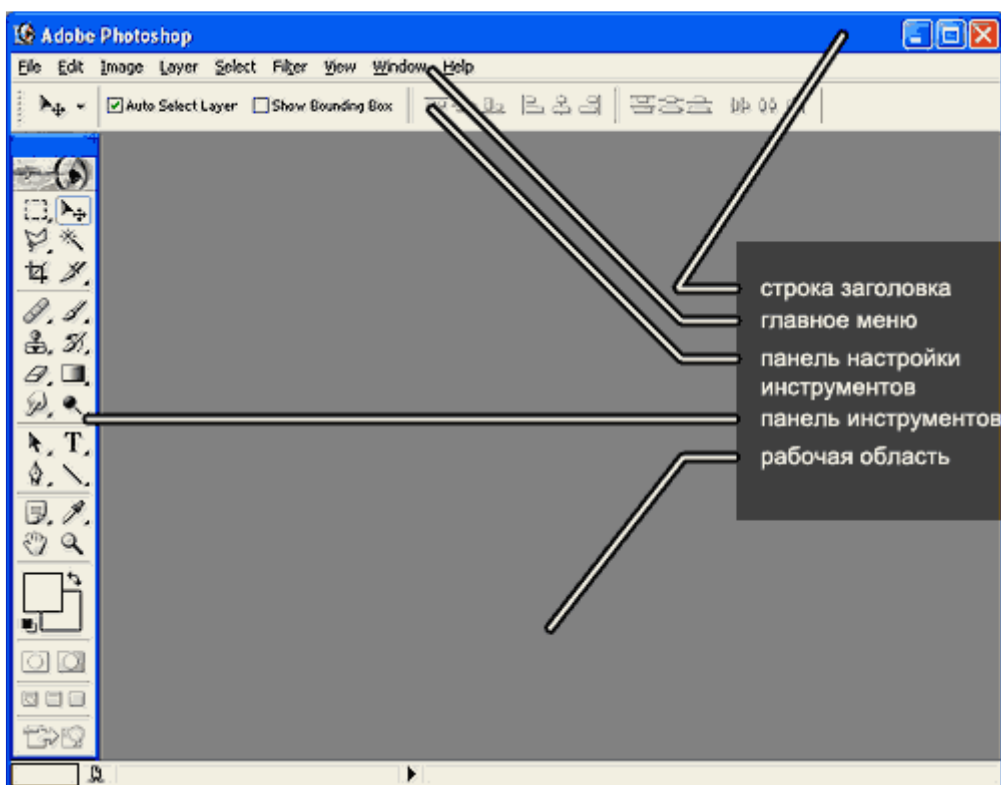 Adobe Photoshop
File Edit Image Layer Select Filter View Window Help
Auto Select Layer Show Bounding Box
T
строка заголовка
главное меню
панель настройки
инструментов
панель инструментов
рабочая область